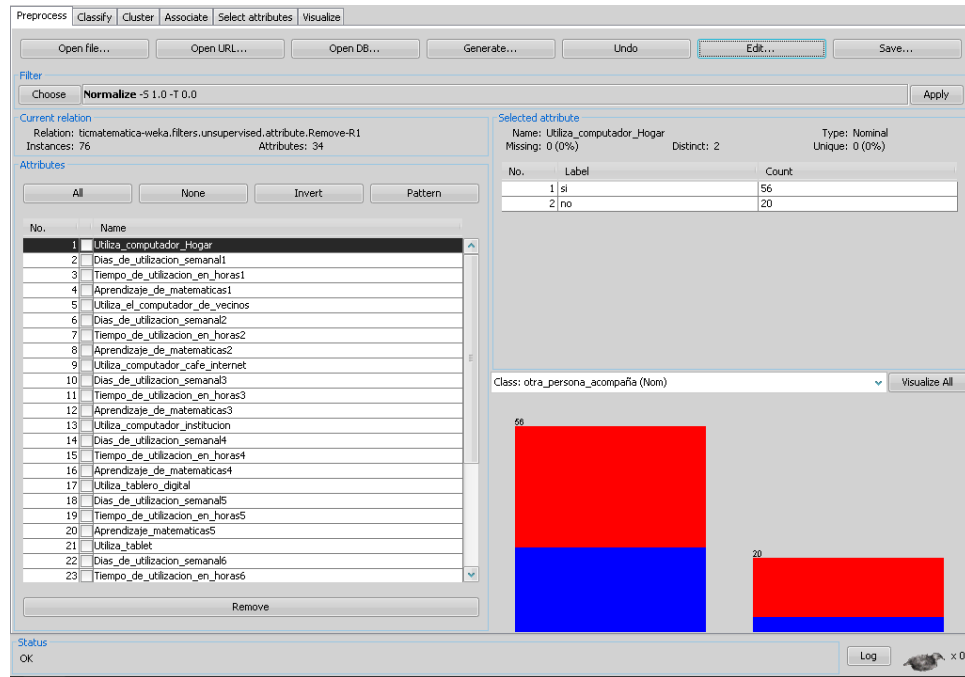 Preprocess Classify Cluster Associate Select attributes Visualize
Open file... Open URL... Open DB... Generate... Undo Edit... Save...
Filter
Choose Normalize -S 1.0 -T 0.0 Apply
Current relation
Relation: ticmatematica-weka.filters.unsupervised.attribute.Remove-R1
Instances: 76 Attributes: 34
Attributes
All None Invert Pattern
No. Name
1 Utiliza_computador_Hogar
2 Dias_de_utilizacion_semanal1
3 Tiempo_de_utilizacion_en_horas1
4 Aprendizaje_de_matematicas1
5 Utiliza_el_computador_de_vecinos
6 Dias_de_utilizacion_semanal2
7 Tiempo_de_utilizacion_en_horas2
8 Aprendizaje_de_matematicas2
9 Utiliza_computador_cafe_internet
10 Dias_de_utilizacion_semanal3
11 Tiempo_de_utilizacion_en_horas3
12 Aprendizaje_de_matematicas3
13 Utiliza_computador_institucion
14 Dias_de_utilizacion_semanal4
15 Tiempo_de_utilizacion_en_horas4
16 Aprendizaje_de_matematicas4
17 Utiliza_tablero_digital
18 Dias_de_utilizacion_semanal5
19 Tiempo_de_utilizacion_en_horas5
20 Aprendizaje_matematicas5
21 Utiliza_tablet
22 Dias_de_utilizacion_semanal6
23 Tiempo_de_utilizacion_en_horas6
Remove
Selected attribute
Name: Utiliza_computador_Hogar Type: Nominal
Missing: 0 (0%) Distinct: 2 Unique: 0 (0%)
No. Label Count
1 si 56
2 no 20
Class: otra_persona_acompaña (Nom) Visualize All
56
20
Status
OK
Log x 0